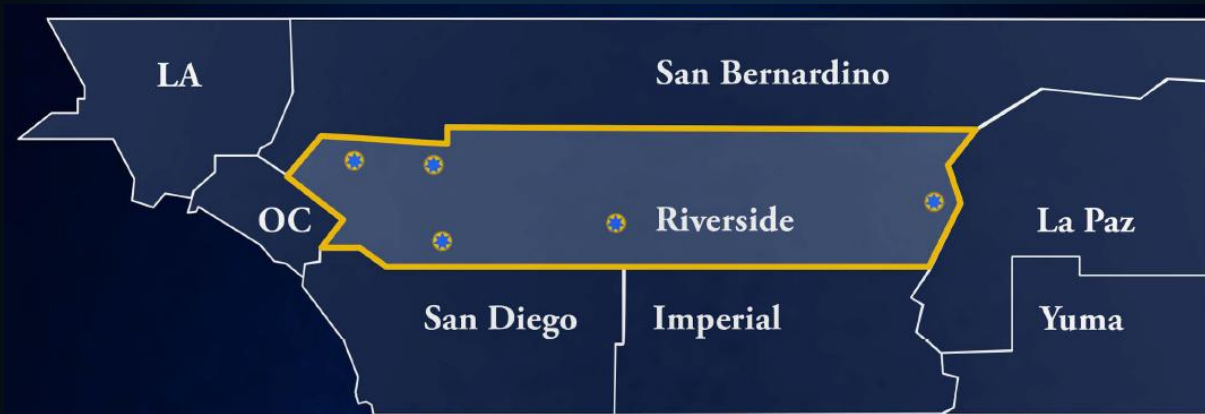 LA
San Bernardino
OC
Riverside
La Paz
San Diego
Imperial
Yuma